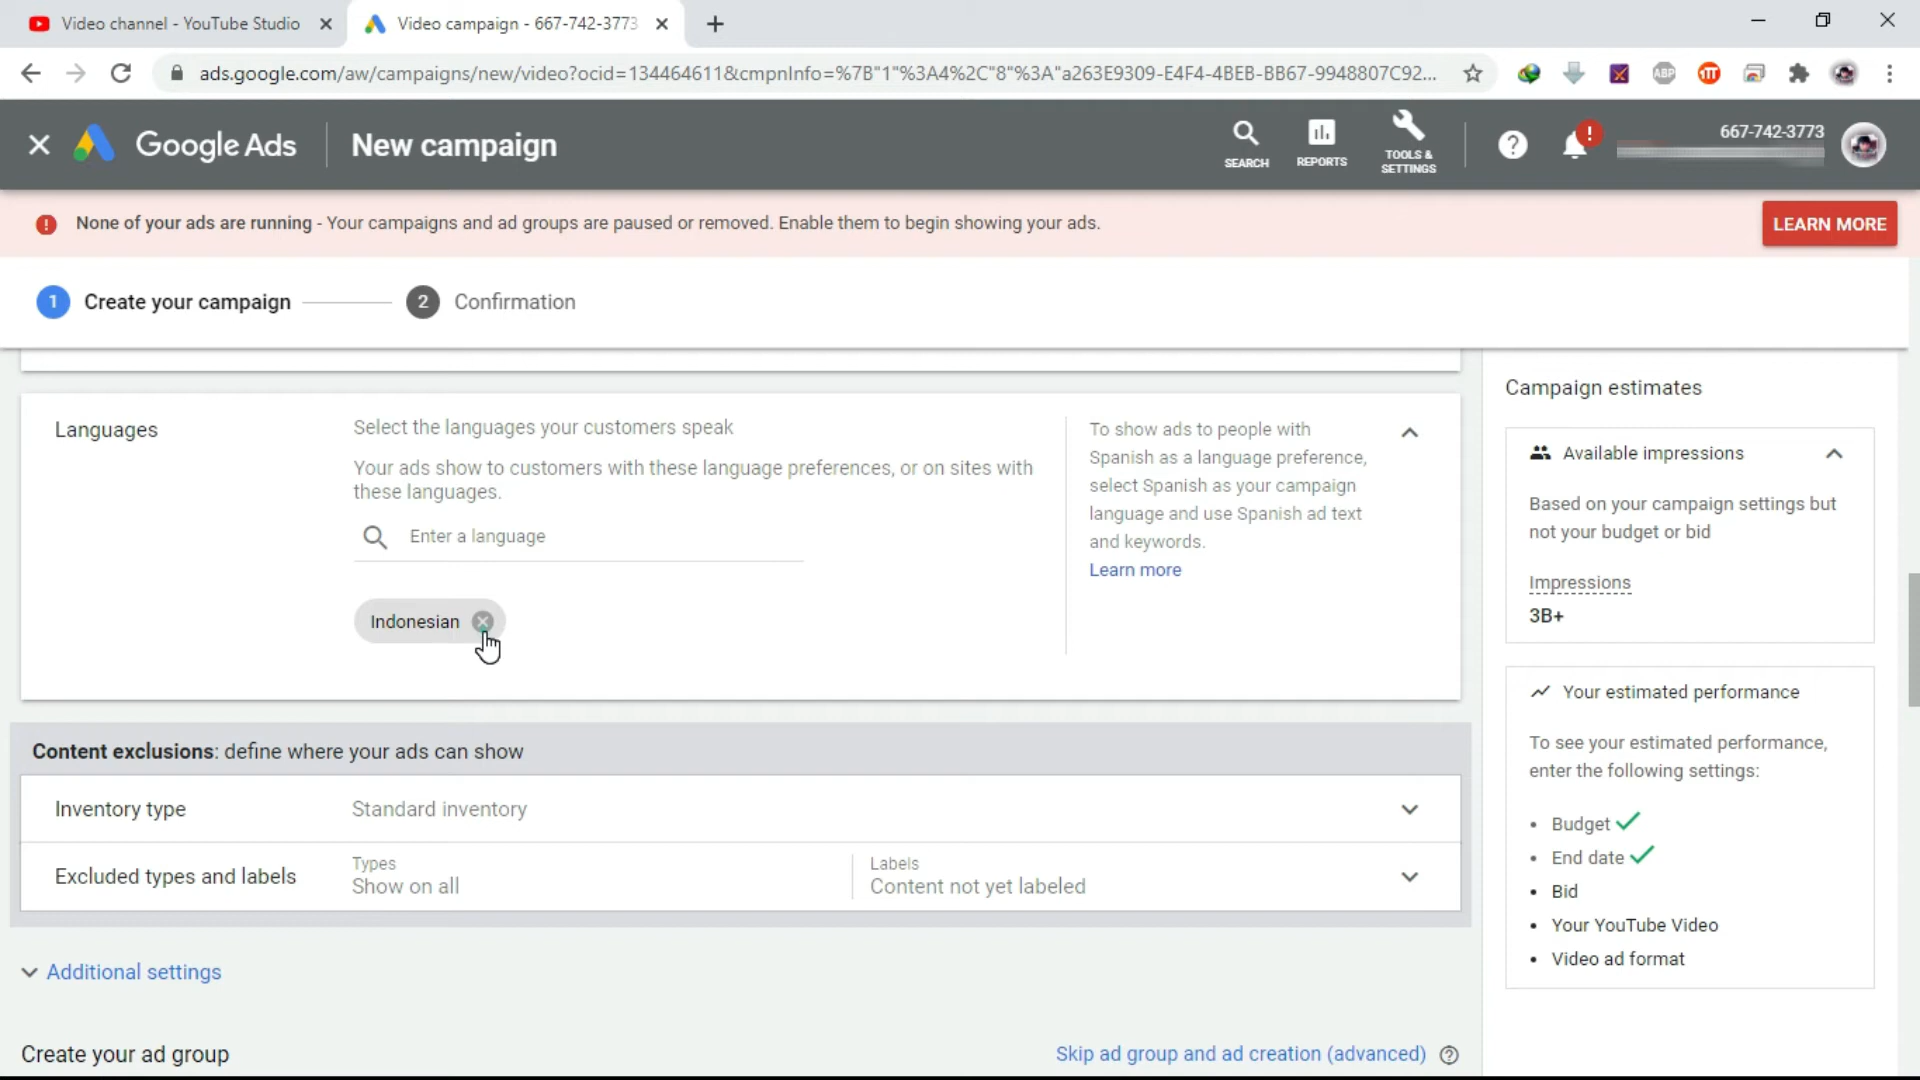 Video channel - YouTube Studio
Video campaign - 667-742-3773
ads.google.com/aw/campaigns/new/video?ocid=134464611&cmpnInfo=%7B"1"%3A4%2C"8"%3A"a263E9309-E4F4-4BEB-BB67-9948807C92...
ABP
Google Ads
New campaign
SEARCH
REPORTS
TOOLS &
SETTINGS
?
!
667-742-3773
! None of your ads are running - Your campaigns and ad groups are paused or removed. Enable them to begin showing your ads.
LEARN MORE
1 Create your campaign
2 Confirmation
Languages
Select the languages your customers speak
Your ads show to customers with these language preferences, or on sites with
these languages.
Enter a language
Indonesian
To show ads to people with
Spanish as a language preference,
select Spanish as your campaign
language and use Spanish ad text
and keywords.
Learn more
Content exclusions: define where your ads can show
Inventory type
Standard inventory
Excluded types and labels
Types
Show on all
Labels
Content not yet labeled
Additional settings
Create your ad group
Skip ad group and ad creation (advanced) ?
Campaign estimates
Available impressions
Based on your campaign settings but
not your budget or bid
Impressions
3B+
Your estimated performance
To see your estimated performance,
enter the following settings:
• Budget
• End date
• Bid
• Your YouTube Video
• Video ad format